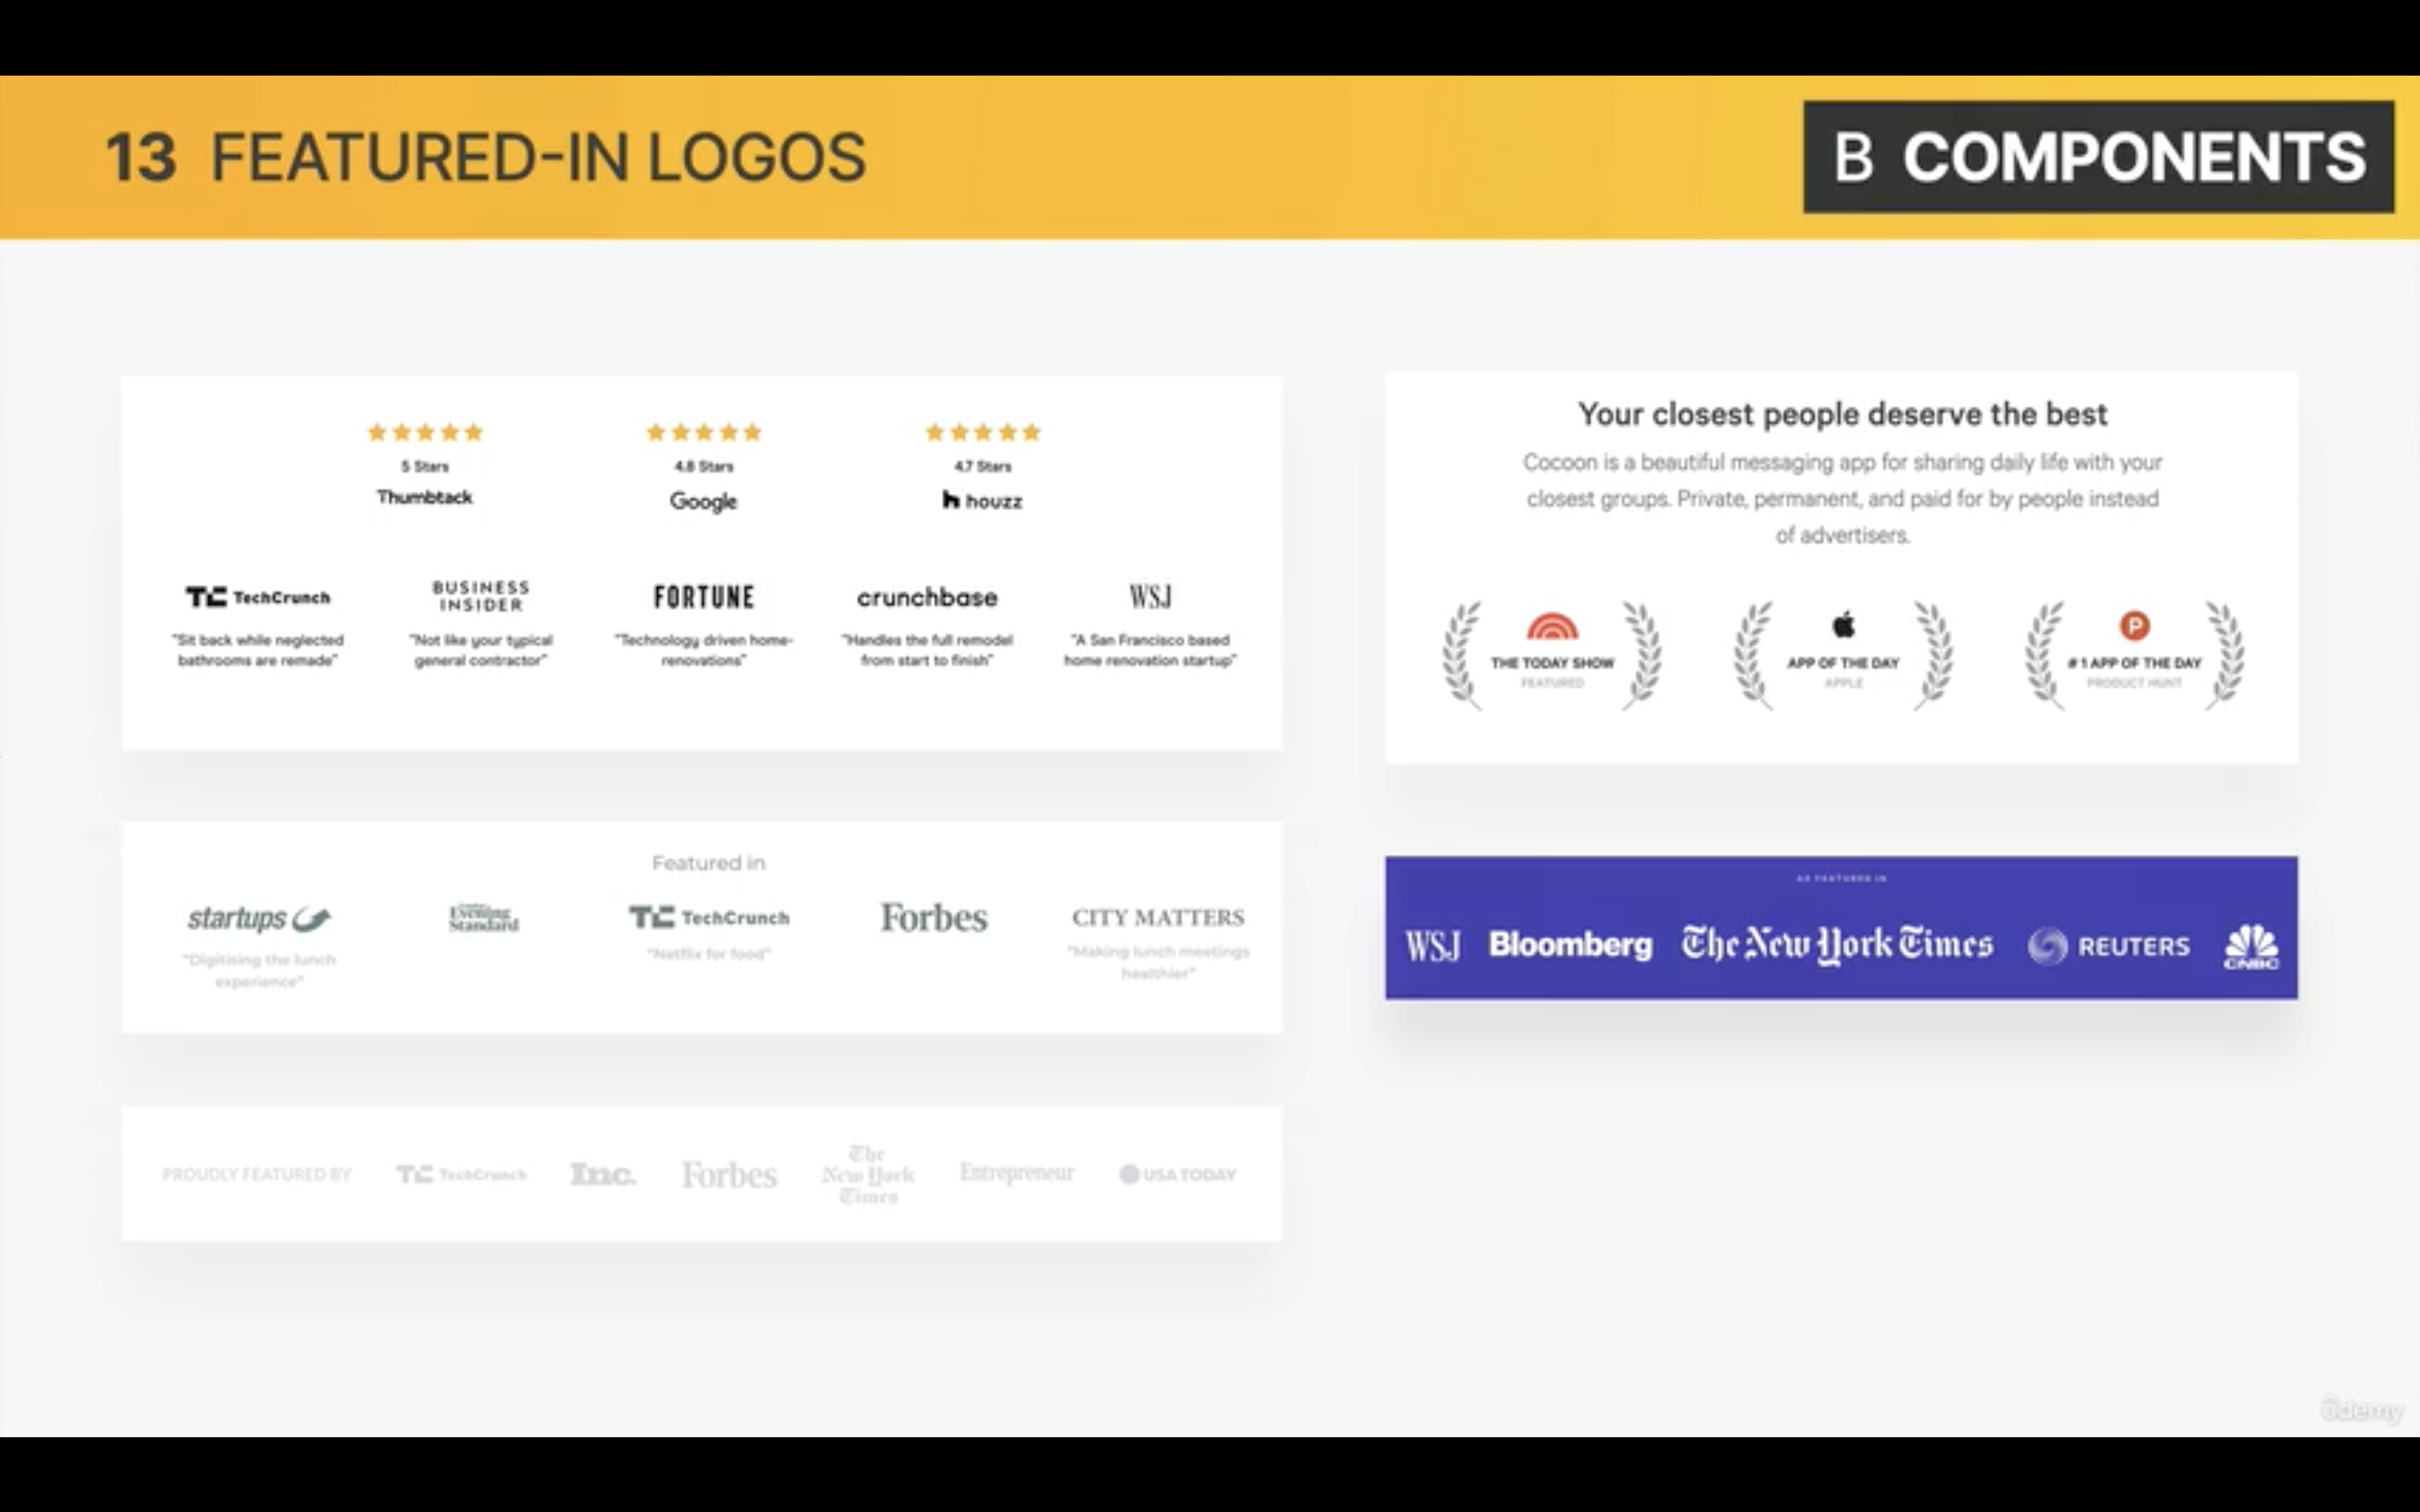 13 FEATURED-IN LOGOS
B COMPONENTS
5 Stars
Thumbtack
4.8 Stars
Google
4.7 Stars
houzz
TechCrunch
"Sit back while neglected
bathrooms are remade"
BUSINESS
INSIDER
"Not like your typical
general contractor"
FORTUNE
"Technology driven home-
renovations"
crunchbase
"Handles the full remodel
from start to finish"
WSJ
"A San Francisco based
home renovation startup"
Your closest people deserve the best
Cocoon is a beautiful messaging app for sharing daily life with your
closest groups. Private, permanent, and paid for by people instead
of advertisers.
THE TODAY SHOW
FEATURED
APP OF THE DAY
APPLE
P
#1 APP OF THE DAY
PRODUCT HUNT
Featured in
startups
"Digitising the lunch
experience"
Evening
Standard
TechCrunch
"Netflix for food"
Forbes
CITY MATTERS
"Making lunch meetings
healthier"
AS FEATURED IN
WSJ
Bloomberg
The New York Times
REUTERS
CNBC
PROUDLY FEATURED BY
TechCrunch
Inc.
Forbes
The
New York
Times
Entrepreneur
USA TODAY
ûdemy